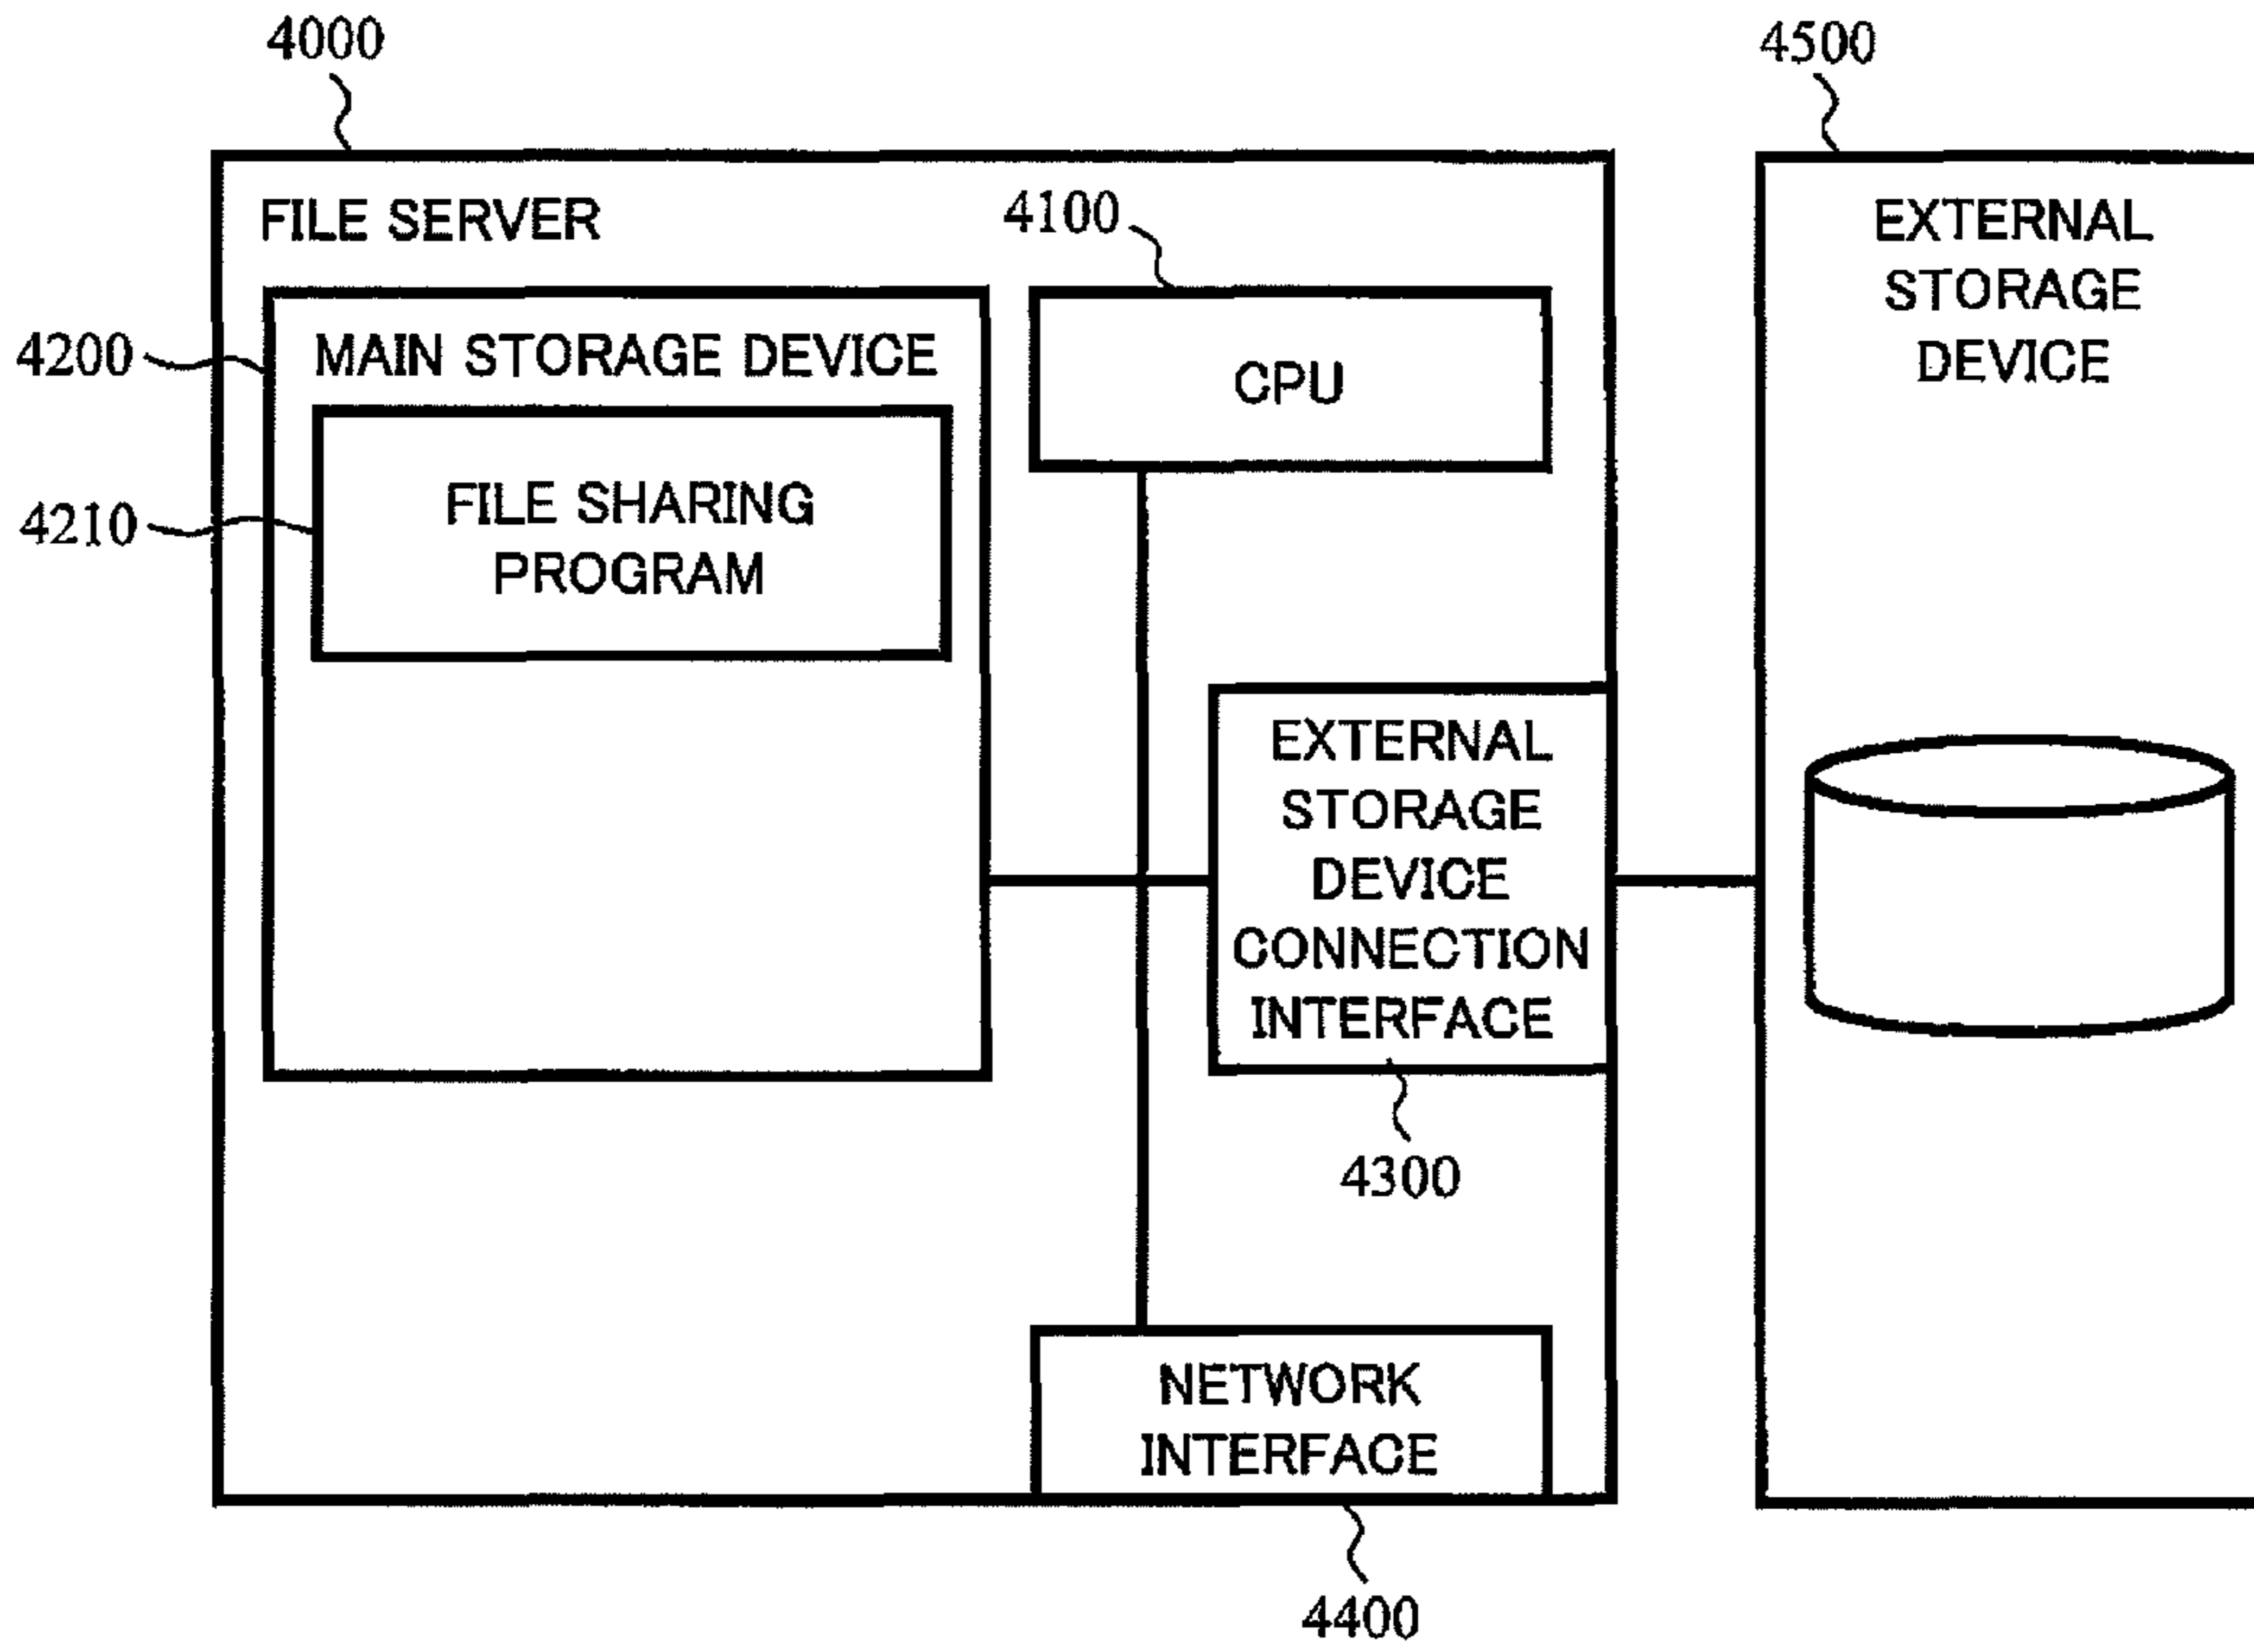 4000
4500
FILE SERVER
4100
EXTERNAL
STORAGE
DEVICE
4200
MAIN STORAGE DEVICE
CPU
4210
FILE SHARING
PROGRAM
EXTERNAL
STORAGE
DEVICE
CONNECTION
INTERFACE
4300
NETWORK
INTERFACE
4400